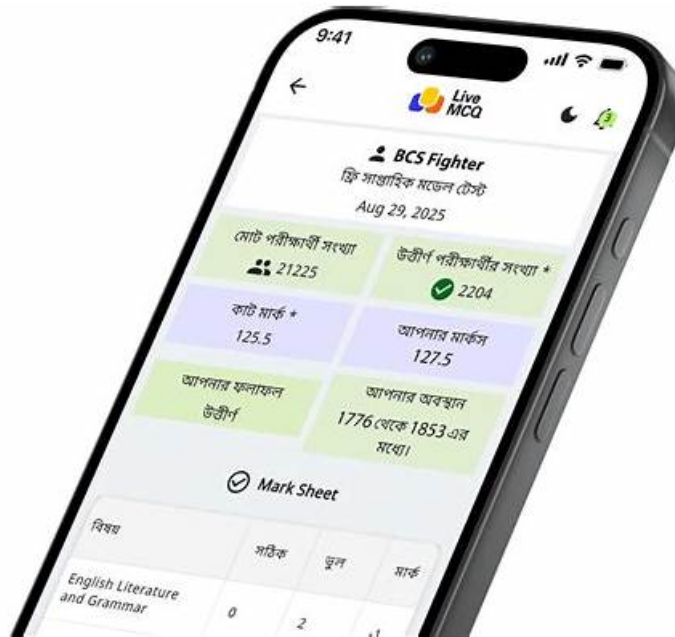 9:41
Live
MCQ
3
BCS Fighter
ফ্রি সাপ্তাহিক মডেল টেস্ট
Aug 29, 2025
মোট পরীক্ষার্থী সংখ্যা
21225
উত্তীর্ণ পরীক্ষার্থীর সংখ্যা *
2204
কাট মার্ক *
125.5
আপনার মার্কস
127.5
আপনার ফলাফল
উত্তীর্ণ
আপনার অবস্থান
1776 থেকে 1853 এর
মধ্যে।
Mark Sheet
বিষয় সঠিক ভুল মার্ক
English Literature
and Grammar 0 2 -1